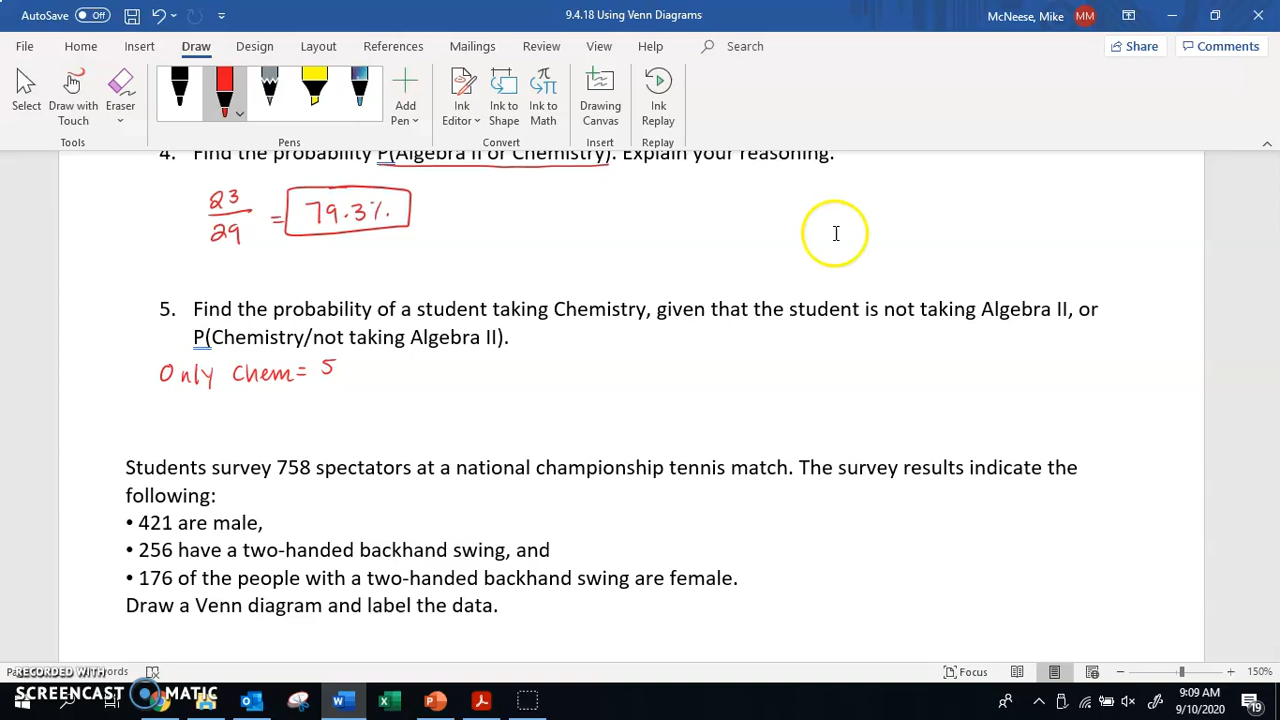 AutoSave Off 9.4.18 Using Venn Diagrams McNeese, Mike MM
File Home Insert Draw Design Layout References Mailings Review View Help Search Share Comments
Select Draw with Touch Eraser Add Pen Ink Editor Ink to Shape Ink to Math Drawing Canvas Ink Replay
Tools Pens Convert Insert Replay
4. Find the probability P(Algebra II or Chemistry). Explain your reasoning.
23
29
= 79.3%
5. Find the probability of a student taking Chemistry, given that the student is not taking Algebra II, or
P(Chemistry/not taking Algebra II).
Only Chem = 5
Students survey 758 spectators at a national championship tennis match. The survey results indicate the
following:
• 421 are male,
• 256 have a two-handed backhand swing, and
• 176 of the people with a two-handed backhand swing are female.
Draw a Venn diagram and label the data.
words Focus 150%
RECORDED WITH
SCREENCAST MATIC
9:09 AM
9/10/2020
19